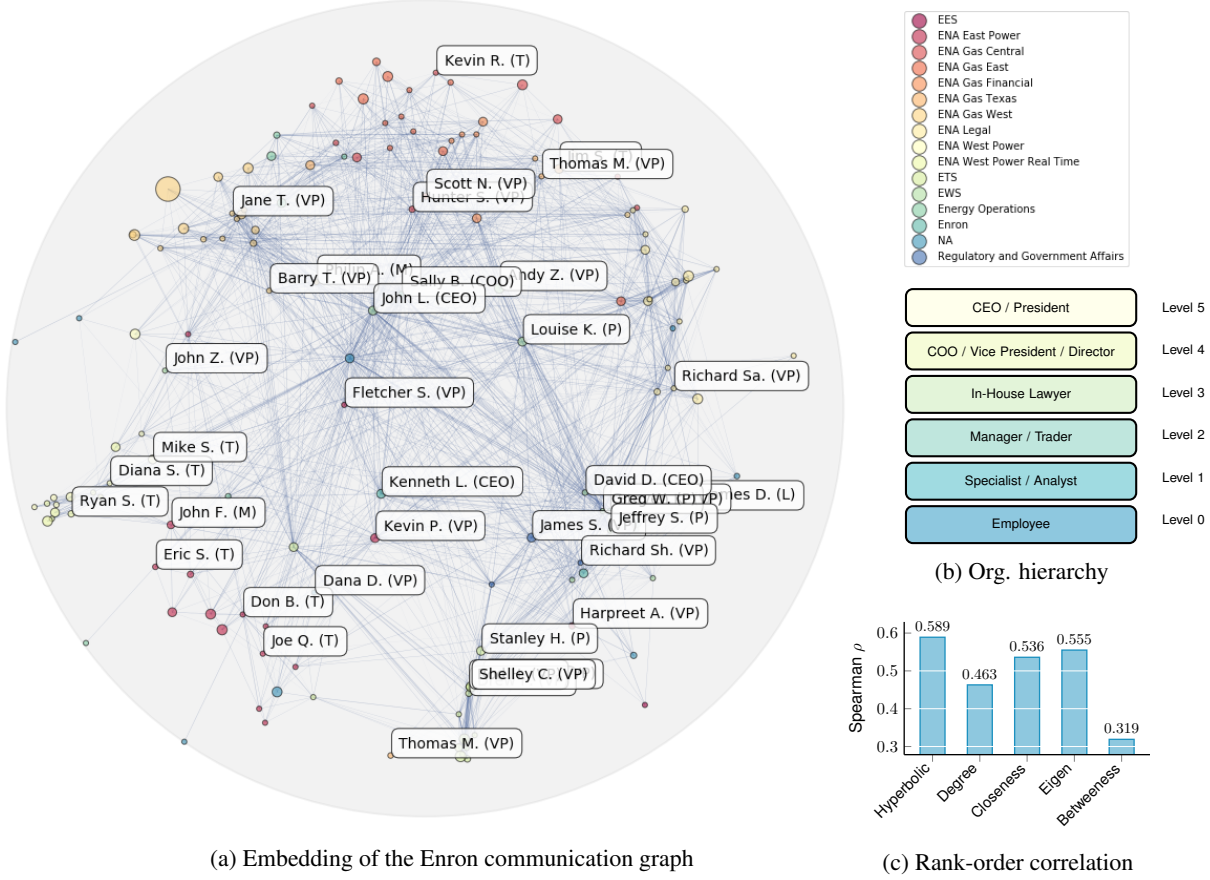 Kevin R. (T)
Thomas M. (VP)
Scott N. (VP)
Hunter S. (VP)
Jane T. (VP)
Barry T. (VP)
Sally B. (COO)
Andy Z. (VP)
John L. (CEO)
Louise K. (P)
John Z. (VP)
Richard Sa. (VP)
Fletcher S. (VP)
Mike S. (T)
Diana S. (T)
Ryan S. (T)
John F. (M)
Kenneth L. (CEO)
David D. (CEO)
Greg W. (P)
Jeffrey S. (P)
Kevin P. (VP)
James S. (VP)
Eric S. (T)
Richard Sh. (VP)
Dana D. (VP)
Don B. (T)
Harpreet A. (VP)
Joe Q. (T)
Stanley H. (P)
Shelley C. (VP)
Thomas M. (VP)
(a) Embedding of the Enron communication graph
EES
ENA East Power
ENA Gas Central
ENA Gas East
ENA Gas Financial
ENA Gas Texas
ENA Gas West
ENA Legal
ENA West Power
ENA West Power Real Time
ETS
EWS
Energy Operations
Enron
NA
Regulatory and Government Affairs
CEO / President Level 5
COO / Vice President / Director Level 4
In-House Lawyer Level 3
Manager / Trader Level 2
Specialist / Analyst Level 1
Employee Level 0
(b) Org. hierarchy
Spearman ρ
0.6
0.5
0.4
0.3
0.589
0.463
0.536
0.555
0.319
Hyperbolic
Degree
Closeness
Eigen
Betweeness
(c) Rank-order correlation